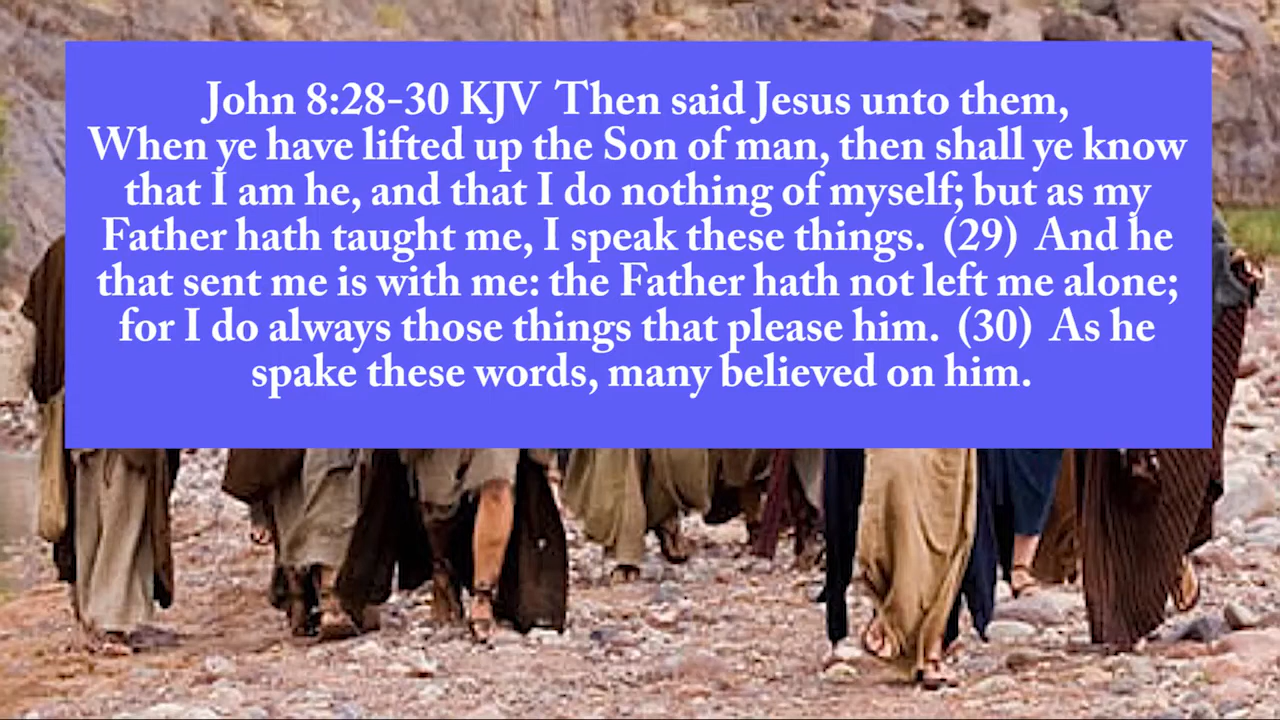 John 8:28-30 KJV  Then said Jesus unto them,
When ye have lifted up the Son of man, then shall ye know
that I am he, and that I do nothing of myself; but as my
Father hath taught me, I speak these things.  (29)  And he
that sent me is with me: the Father hath not left me alone;
for I do always those things that please him.  (30)  As he
spake these words, many believed on him.